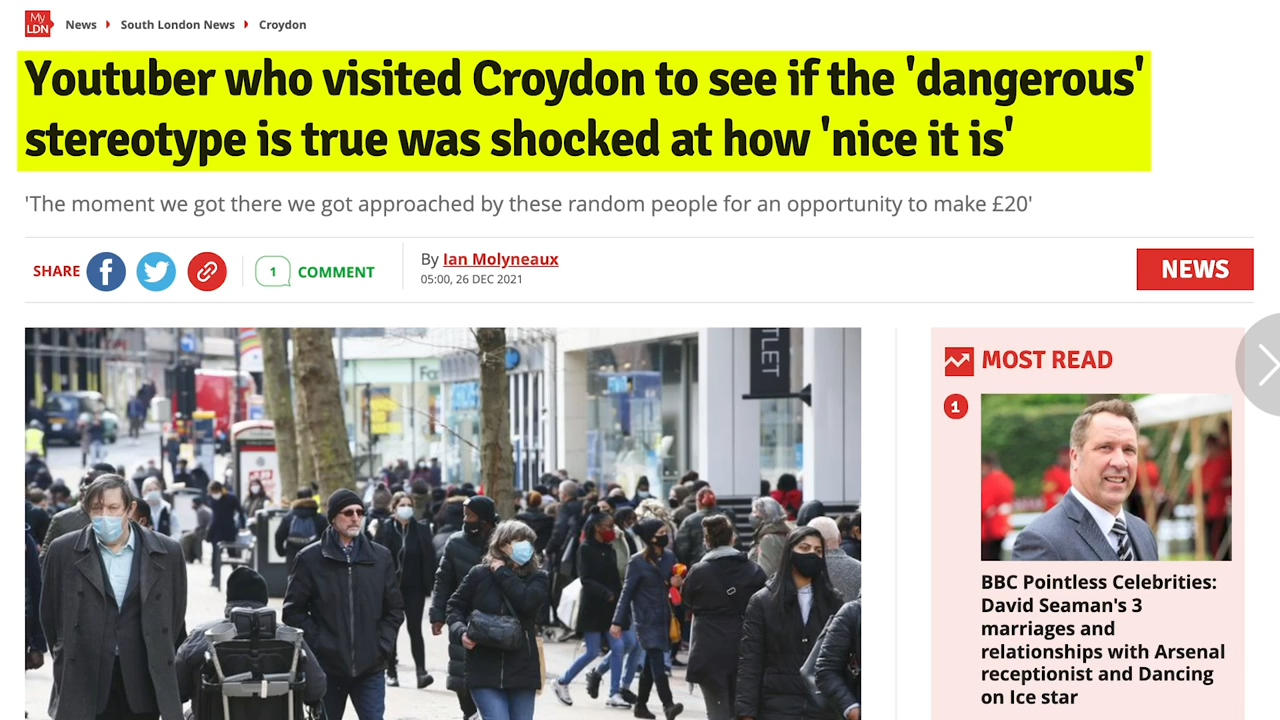 My
LDN
News
South London News
Croydon
Youtuber who visited Croydon to see if the 'dangerous'
stereotype is true was shocked at how 'nice it is'
'The moment we got there we got approached by these random people for an opportunity to make £20'
SHARE
1
COMMENT
By Ian Molyneaux
05:00, 26 DEC 2021
NEWS
TLET
MOST READ
1
BBC Pointless Celebrities:
David Seaman's 3
marriages and
relationships with Arsenal
receptionist and Dancing
on Ice star